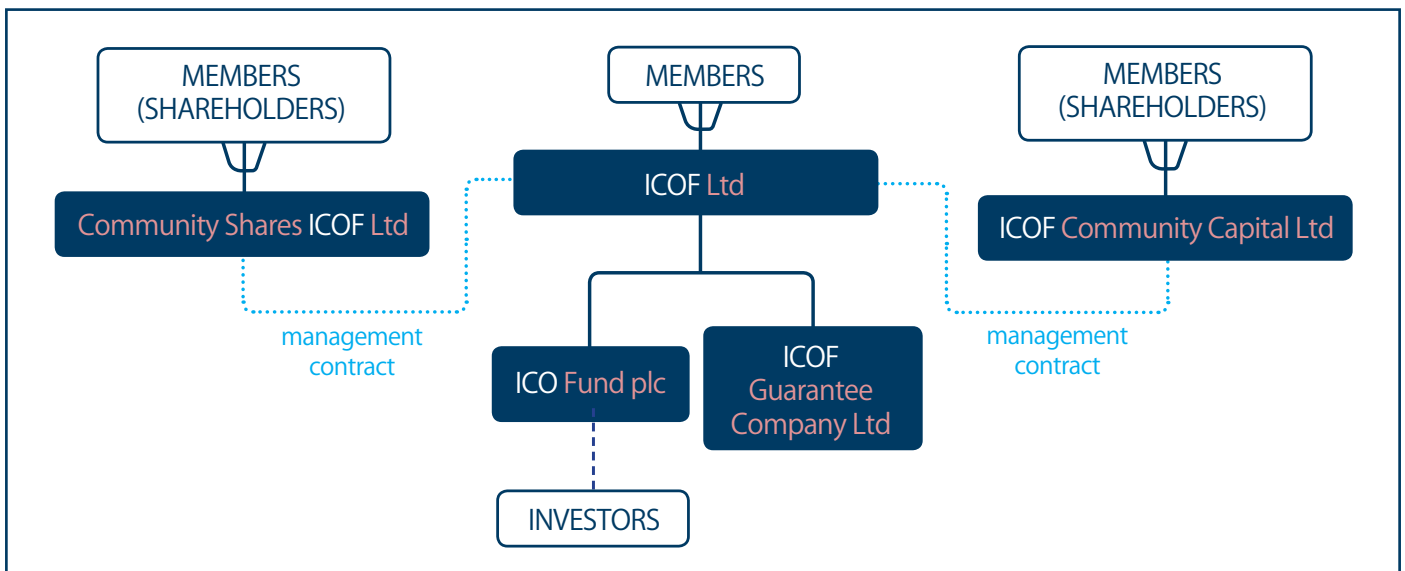 MEMBERS
(SHAREHOLDERS)
MEMBERS
MEMBERS
(SHAREHOLDERS)
Community Shares ICOF Ltd
ICOF Ltd
ICOF Community Capital Ltd
management
contract
management
contract
ICO Fund plc
ICOF
Guarantee
Company Ltd
INVESTORS